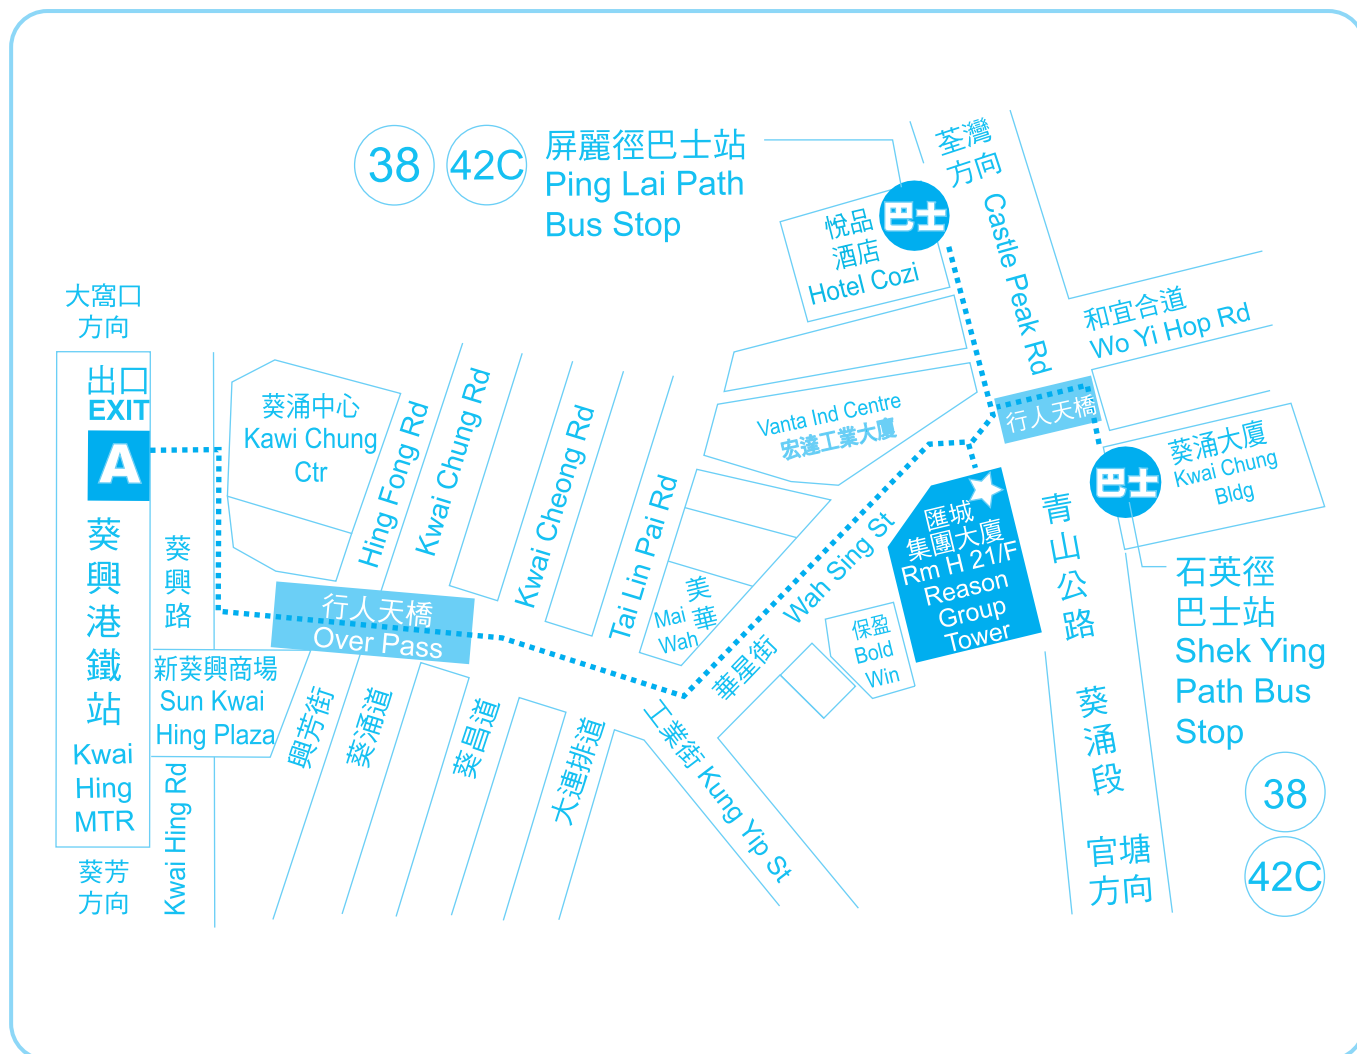 38
42C
屏麗徑巴士站
Ping Lai Path
Bus Stop
荃灣
方向
Castle Peak Rd
巴士
悅品
酒店
Hotel Cozi
和宜合道
Wo Yi Hop Rd
大窩口
方向
出口
EXIT
A
葵興港鐵站
Kwai
Hing
MTR
葵芳
方向
葵興路
Kwai Hing Rd
葵涌中心
Kawi Chung
Ctr
新葵興商場
Sun Kwai
Hing Plaza
Hing Fong Rd
Kwai Chung Rd
Kwai Cheong Rd
Tai Lin Pai Rd
行人天橋
Over Pass
興芳街
葵涌道
葵昌道
大連排道
工業街 Kung Yip St
美華
Mai
Wah
華星街 Wah Sing St
Vanta Ind Centre
宏達工業大廈
行人天橋
匯城
集團大廈
Rm H 21/F
Reason
Group
Tower
保盈
Bold
Win
巴士
葵涌大廈
Kwai Chung
Bldg
青山公路
葵涌段
官塘
方向
石英徑
巴士站
Shek Ying
Path Bus
Stop
38
42C